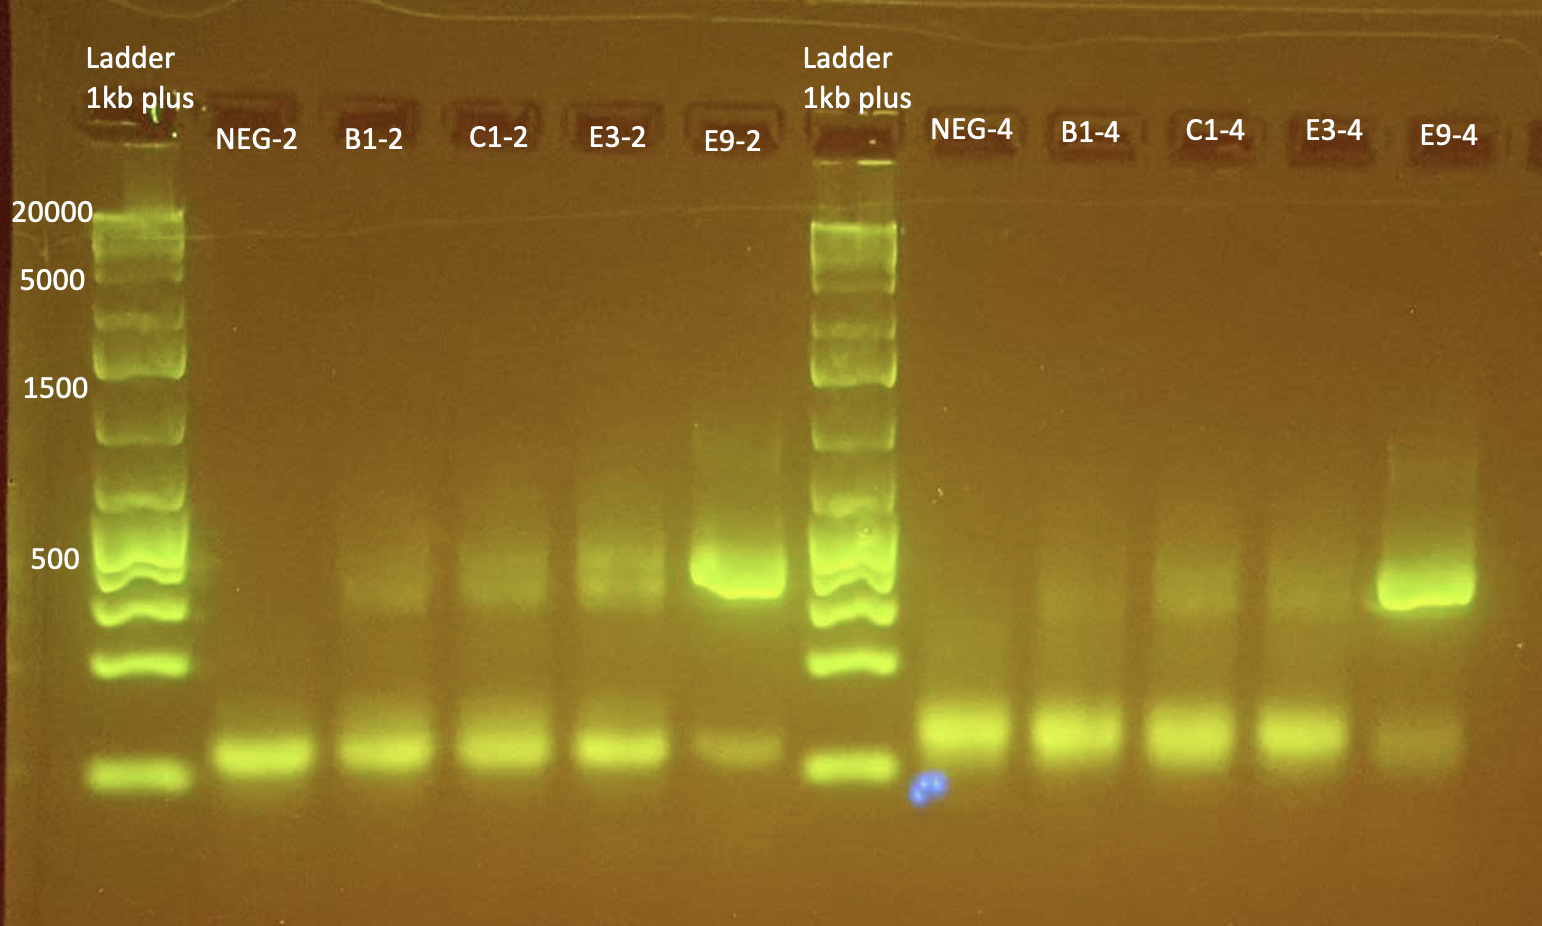 Ladder
1kb plus
NEG-2
B1-2
C1-2
E3-2
E9-2
Ladder
1kb plus
NEG-4
B1-4
C1-4
E3-4
E9-4
20000
5000
1500
500